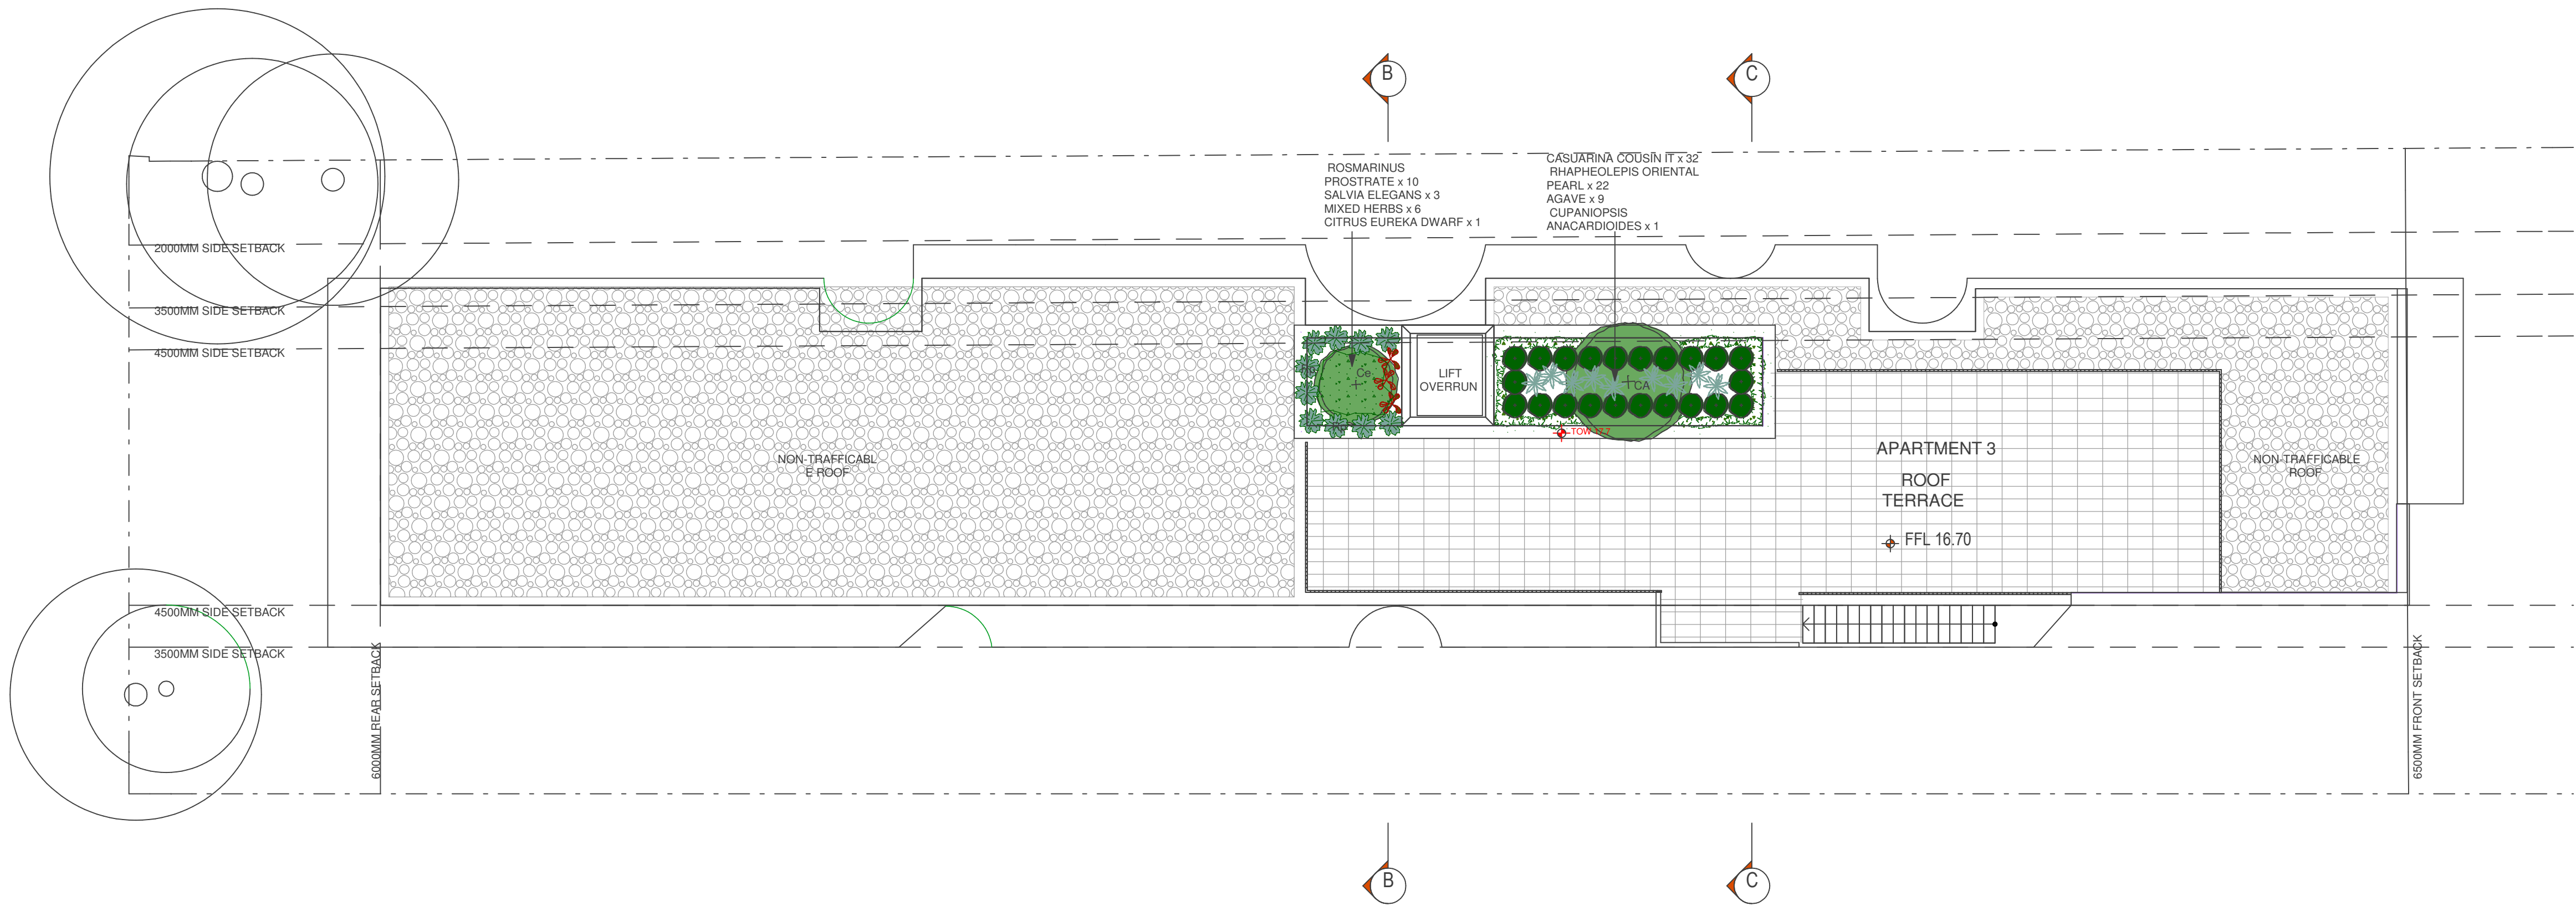 B
C
ROSMARINUS
PROSTRATE x 10
SALVIA ELEGANS x 3
MIXED HERBS x 6
CITRUS EUREKA DWARF x 1
CASUARINA COUSIN IT x 32
RHAPHEOLEPIS ORIENTAL
PEARL x 22
AGAVE x 9
CUPANIOPSIS
ANACARDIOIDES x 1
2000MM SIDE SETBACK
3500MM SIDE SETBACK
4500MM SIDE SETBACK
Ce
LIFT
OVERRUN
CA
TOW 17.7
NON-TRAFFICABL
E ROOF
APARTMENT 3
ROOF
TERRACE
FFL 16.70
NON-TRAFFICABLE
ROOF
4500MM SIDE SETBACK
3500MM SIDE SETBACK
6000MM REAR SETBACK
6500MM FRONT SETBACK
B
C